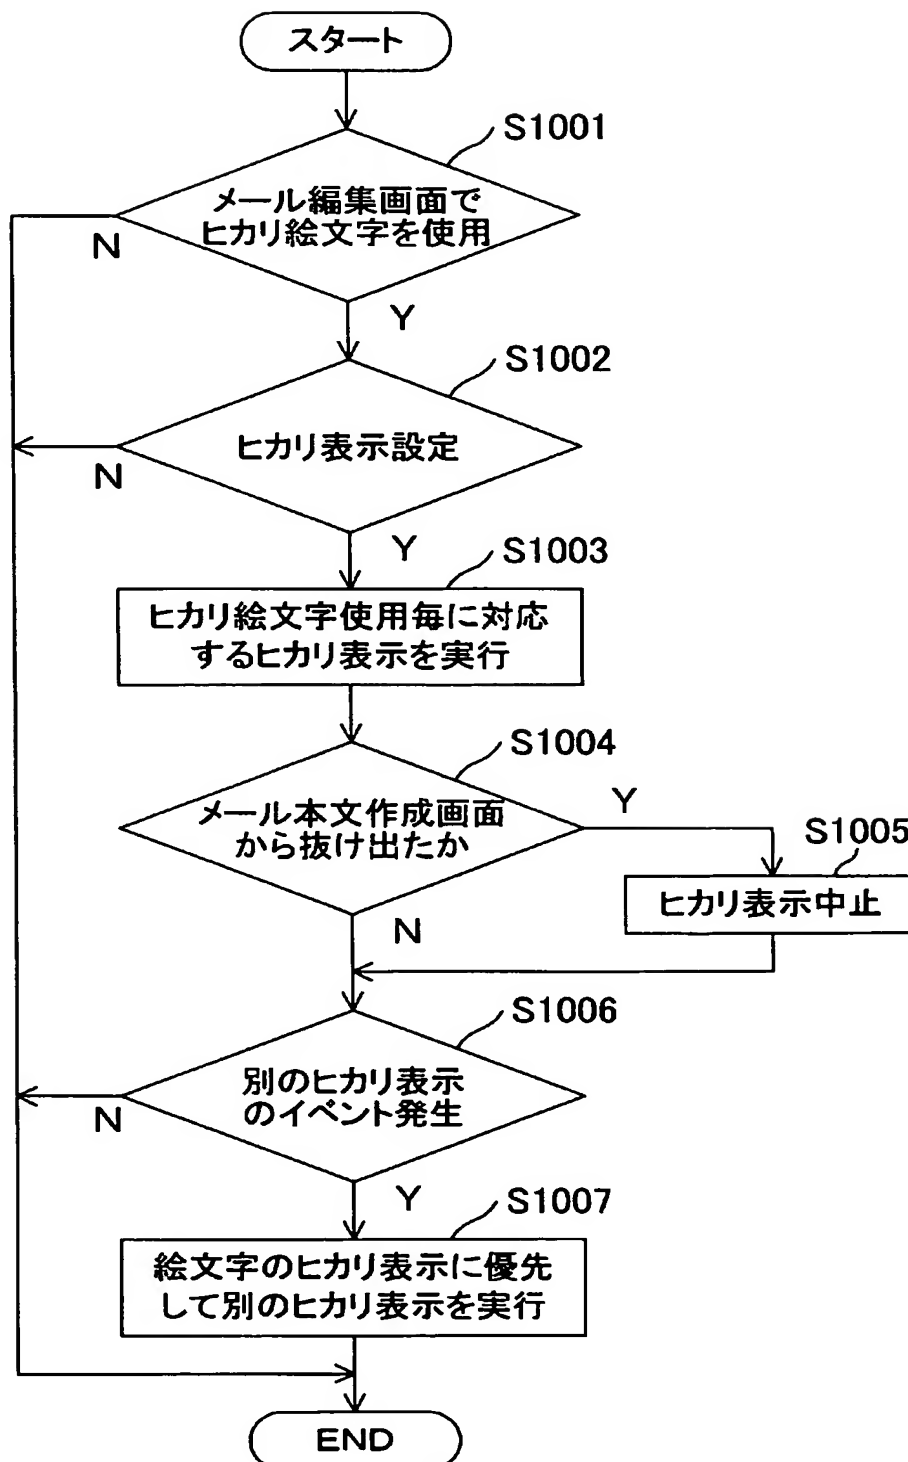 スタート
S1001
メール編集画面で
ヒカリ絵文字を使用
N
Y
S1002
ヒカリ表示設定
N
Y
S1003
ヒカリ絵文字使用毎に対応
するヒカリ表示を実行
S1004
メール本文作成画面
から抜け出たか
Y
S1005
ヒカリ表示中止
N
S1006
別のヒカリ表示
のイベント発生
N
Y
S1007
絵文字のヒカリ表示に優先
して別のヒカリ表示を実行
END